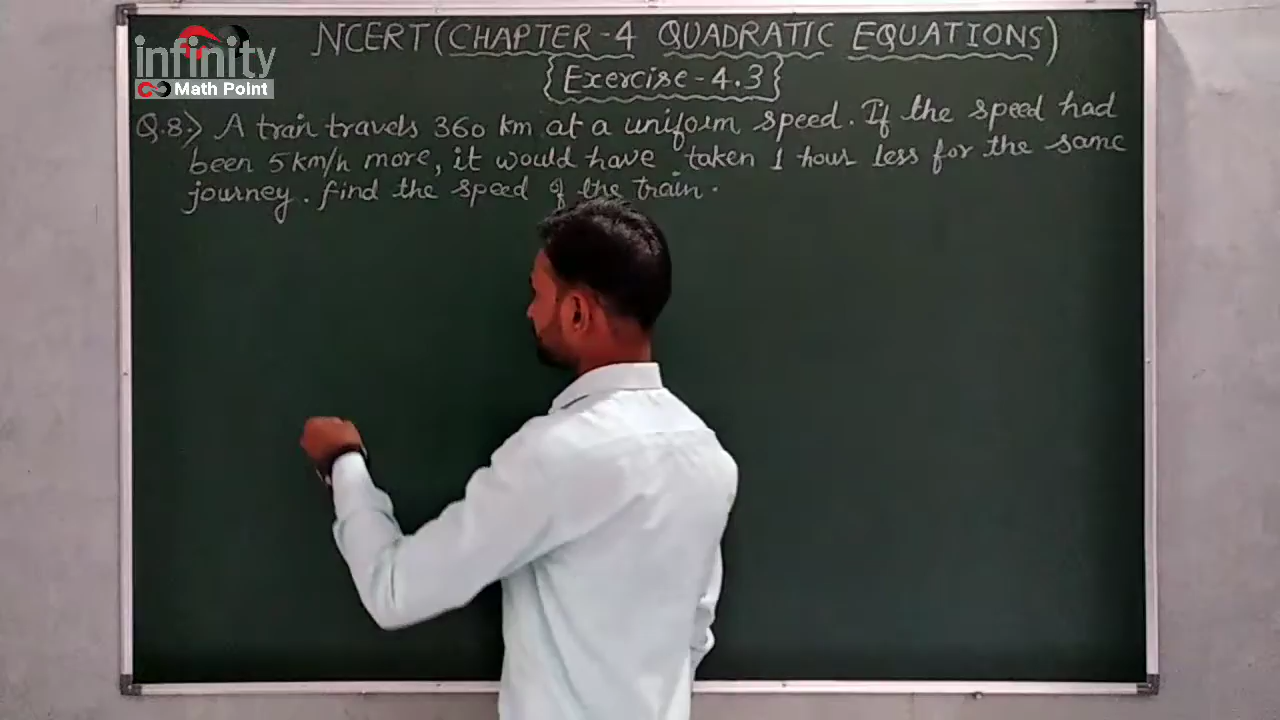 infinity
Math Point
NCERT(CHAPTER-4 QUADRATIC EQUATIONS)
{Exercise-4.3}
Q.8:> A train travels 360 km at a uniform speed. If the speed had
been 5km/h more, it would have taken 1 hour less for the same
journey. find the speed of the train.